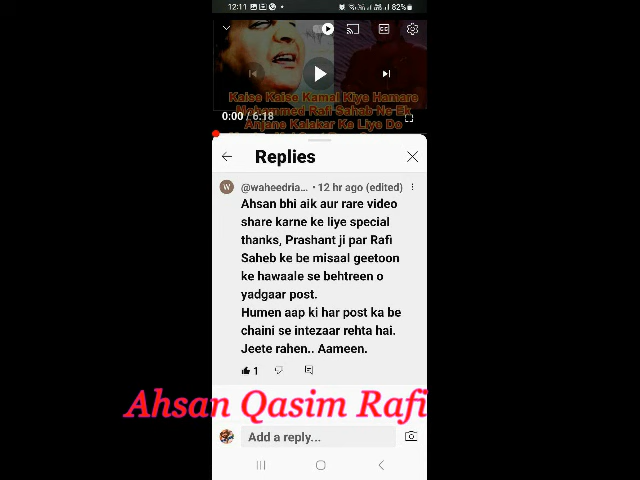 12:11
82%
CC
Kaise Kaise Kamal Kiye Hamare
Mohammed Rafi Sahab Ne Ek
Anjane Kalakar Ke Liye Do
0:00 / 6:18
Replies
W
@waheedria... • 12 hr ago (edited)
Ahsan bhi aik aur rare video
share karne ke liye special
thanks, Prashant ji par Rafi
Saheb ke be misaal geetoon
ke hawaale se behtreen o
yadgaar post.
Humen aap ki har post ka be
chaini se intezaar rehta hai.
Jeete rahen.. Aameen.
1
Ahsan Qasim Rafi
Add a reply...